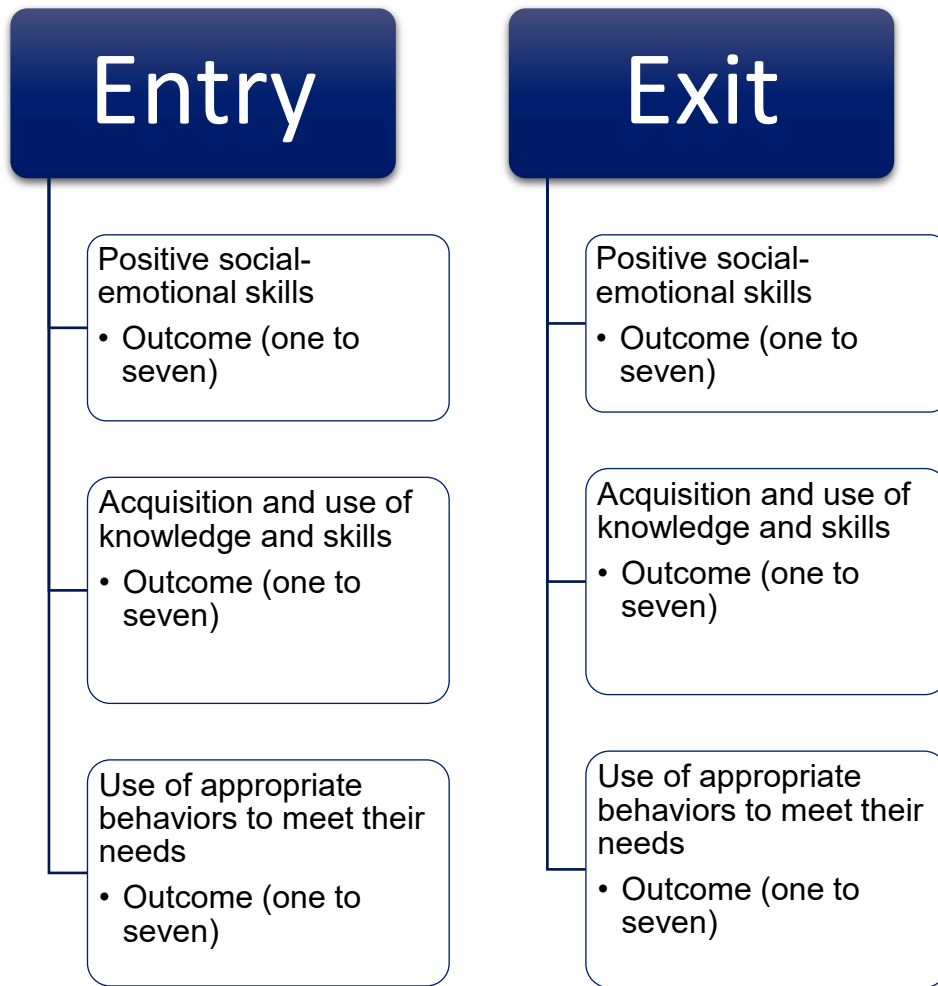 Entry
Positive social-
emotional skills
• Outcome (one to
seven)
Acquisition and use of
knowledge and skills
• Outcome (one to
seven)
Use of appropriate
behaviors to meet their
needs
• Outcome (one to
seven)
Exit
Positive social-
emotional skills
• Outcome (one to
seven)
Acquisition and use of
knowledge and skills
• Outcome (one to
seven)
Use of appropriate
behaviors to meet their
needs
• Outcome (one to
seven)